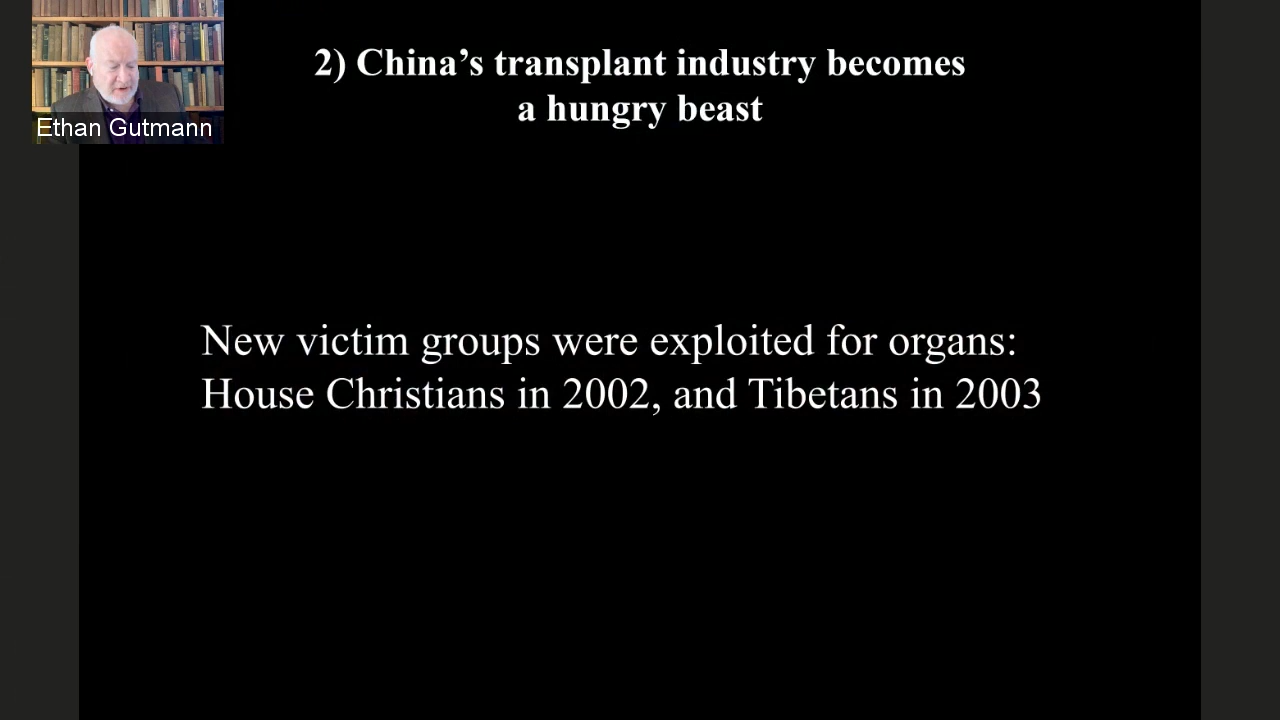 2) China’s transplant industry becomes
a hungry beast
Ethan Gutmann
New victim groups were exploited for organs:
House Christians in 2002, and Tibetans in 2003